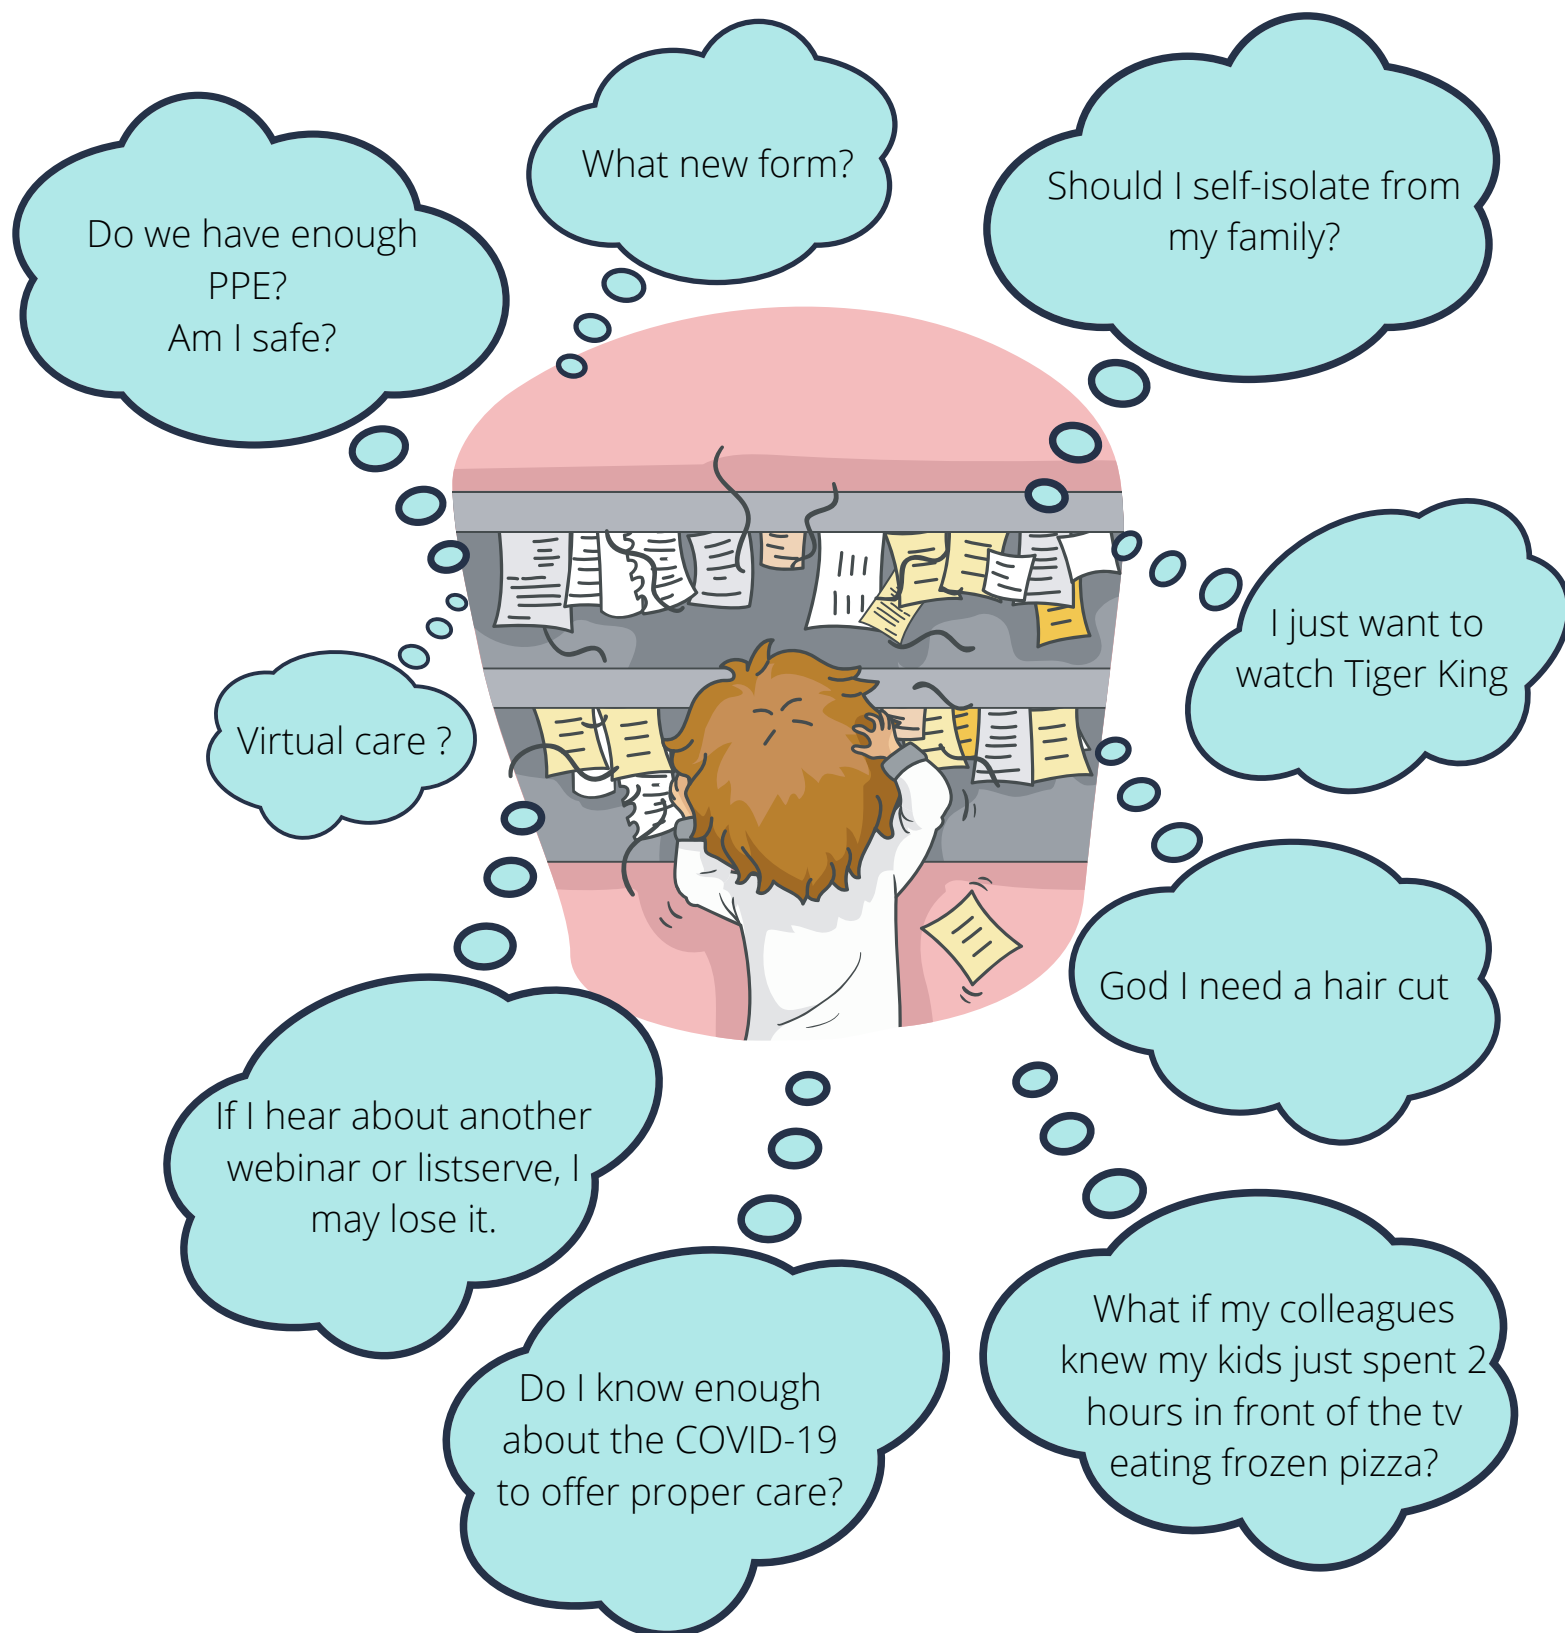 What new form?
Should I self-isolate from
my family?
Do we have enough
PPE?
Am I safe?
I just want to
watch Tiger King
Virtual care ?
God I need a hair cut
If I hear about another
webinar or listserve, I
may lose it.
What if my colleagues
knew my kids just spent 2
hours in front of the tv
eating frozen pizza?
Do I know enough
about the COVID-19
to offer proper care?